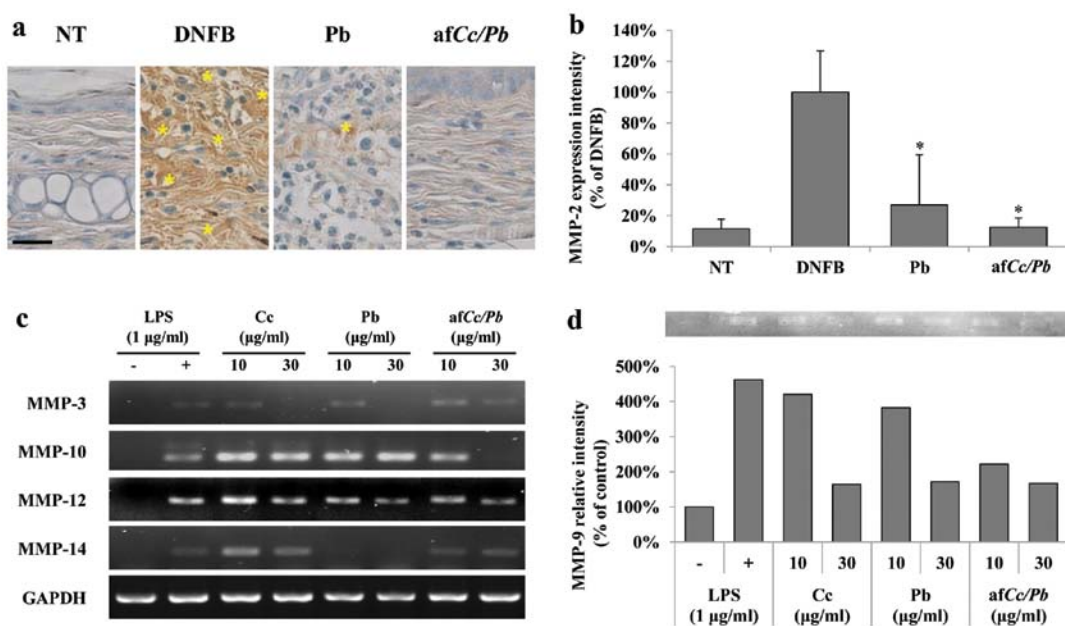 a
NT DNFB Pb afCc/Pb
* * * * * * *
b
MMP-2 expression intensity
(% of DNFB)
140%
120%
100%
80%
60%
40%
20%
0%
* *
NT DNFB Pb afCc/Pb
c
LPS Cc Pb afCc/Pb
(1 µg/ml) (µg/ml) (µg/ml) (µg/ml)
- + 10 30 10 30 10 30
MMP-3
MMP-10
MMP-12
MMP-14
GAPDH
d
MMP-9 relative intensity
(% of control)
500%
400%
300%
200%
100%
0%
- + 10 30 10 30 10 30
LPS Cc Pb afCc/Pb
(1 µg/ml) (µg/ml) (µg/ml) (µg/ml)